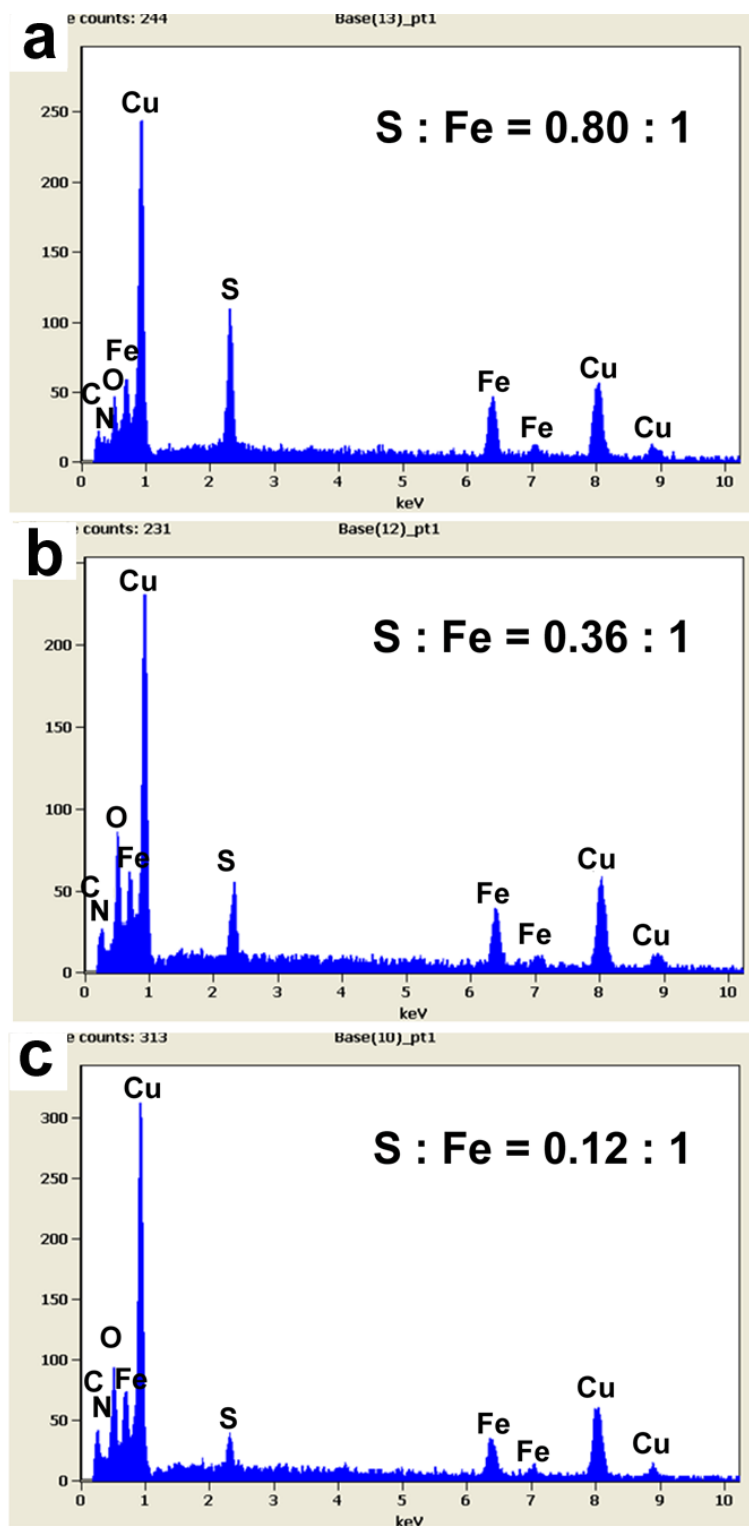 a
e counts: 244
Base(13)_pt1
Cu
S : Fe = 0.80 : 1
250
200
150
100
50
0
S
Fe
O
C
N
Fe
Fe
Cu
Cu
0 1 2 3 4 5 6 7 8 9 10
keV
b
e counts: 231
Base(12)_pt1
Cu
S : Fe = 0.36 : 1
200
150
100
50
0
O
Fe
C
N
S
Fe
Fe
Cu
Cu
0 1 2 3 4 5 6 7 8 9 10
keV
c
e counts: 313
Base(10)_pt1
Cu
S : Fe = 0.12 : 1
300
250
200
150
100
50
0
O
C
Fe
N
S
Fe
Fe
Cu
Cu
0 1 2 3 4 5 6 7 8 9 10
keV